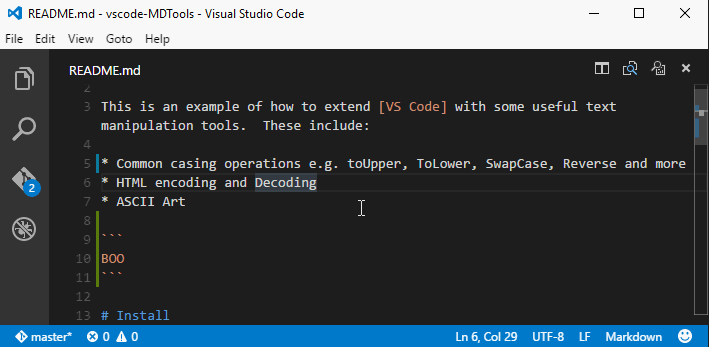 README.md - vscode-MDTools - Visual Studio Code
File Edit View Goto Help
README.md
2
3 This is an example of how to extend [VS Code] with some useful text
manipulation tools.  These include:
4
5 * Common casing operations e.g. toUpper, ToLower, SwapCase, Reverse and more
6 * HTML encoding and Decoding
7 * ASCII Art
8
9 ```
10 BOO
11 ```
12
13 # Install
2
master* 0 0 Ln 6, Col 29 UTF-8 LF Markdown